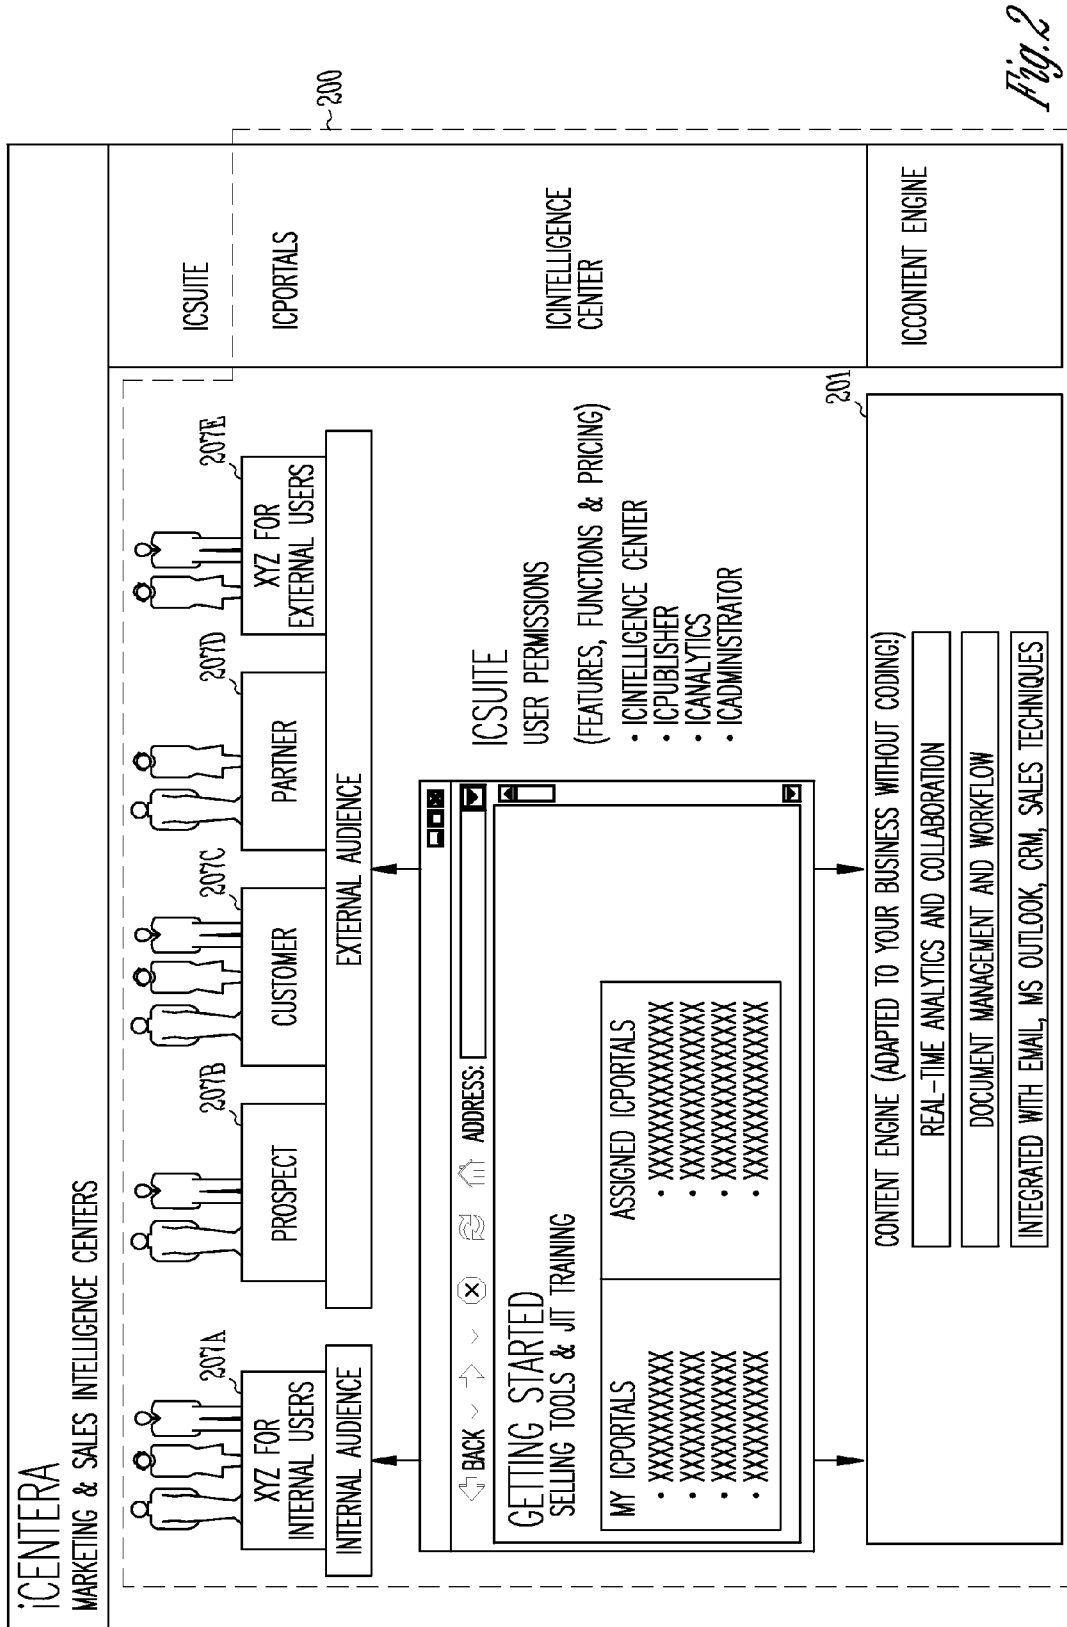 iCENTERA
MARKETING & SALES INTELLIGENCE CENTERS
ICSUITE
200
207A
207B
207C
207D
207E
XYZ FOR
INTERNAL USERS
PROSPECT
CUSTOMER
PARTNER
XYZ FOR
EXTERNAL USERS
ICPORTALS
INTERNAL AUDIENCE
EXTERNAL AUDIENCE
BACK
ADDRESS:
GETTING STARTED
SELLING TOOLS & JIT TRAINING
MY ICPORTALS
• XXXXXXXXXX
• XXXXXXXXXX
• XXXXXXXXXX
• XXXXXXXXXX
ASSIGNED ICPORTALS
• XXXXXXXXXXXXXX
• XXXXXXXXXXXXXX
• XXXXXXXXXXXXXX
• XXXXXXXXXXXXXX
ICSUITE
USER PERMISSIONS
(FEATURES, FUNCTIONS & PRICING)
• ICINTELLIGENCE CENTER
• ICPUBLISHER
• ICANALYTICS
• ICADMINISTRATOR
ICINTELLIGENCE
CENTER
201
CONTENT ENGINE (ADAPTED TO YOUR BUSINESS WITHOUT CODING!)
REAL-TIME ANALYTICS AND COLLABORATION
DOCUMENT MANAGEMENT AND WORKFLOW
INTEGRATED WITH EMAIL, MS OUTLOOK, CRM, SALES TECHNIQUES
ICCONTENT ENGINE
Fig. 2